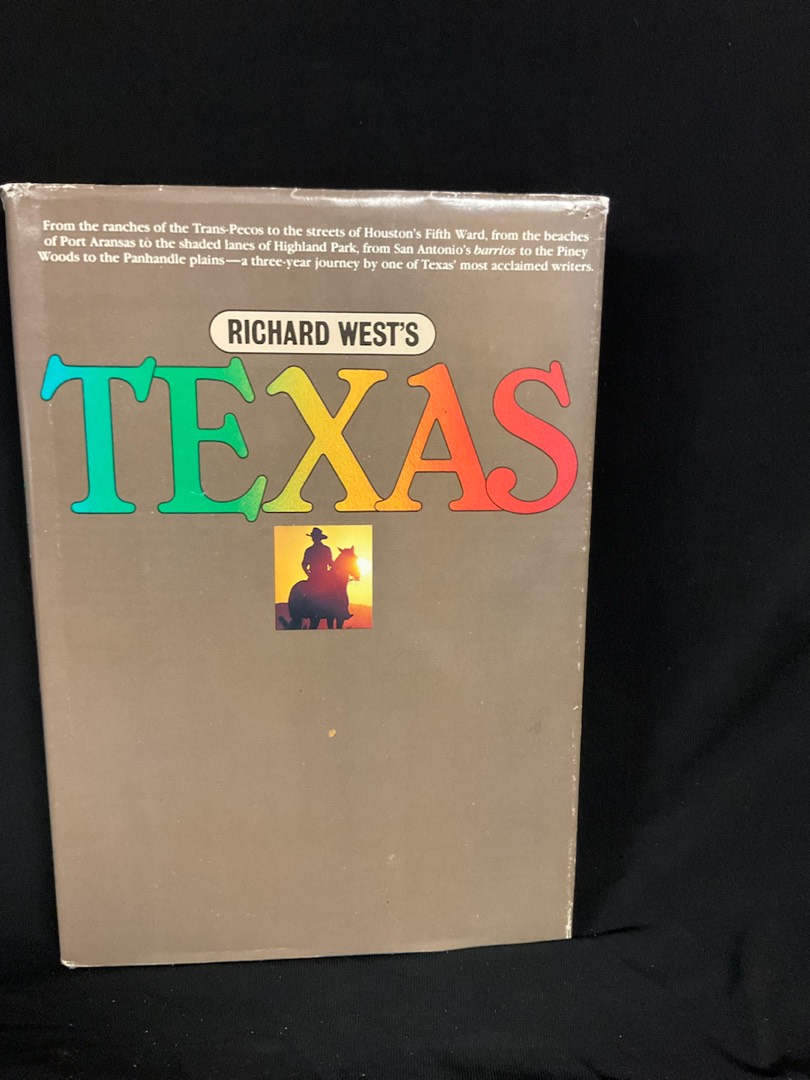 From the ranches of the Trans-Pecos to the streets of Houston's Fifth Ward, from the beaches
of Port Aransas to the shaded lanes of Highland Park, from San Antonio's barrios to the Piney
Woods to the Panhandle plains—a three-year journey by one of Texas' most acclaimed writers.
RICHARD WEST'S
TEXAS